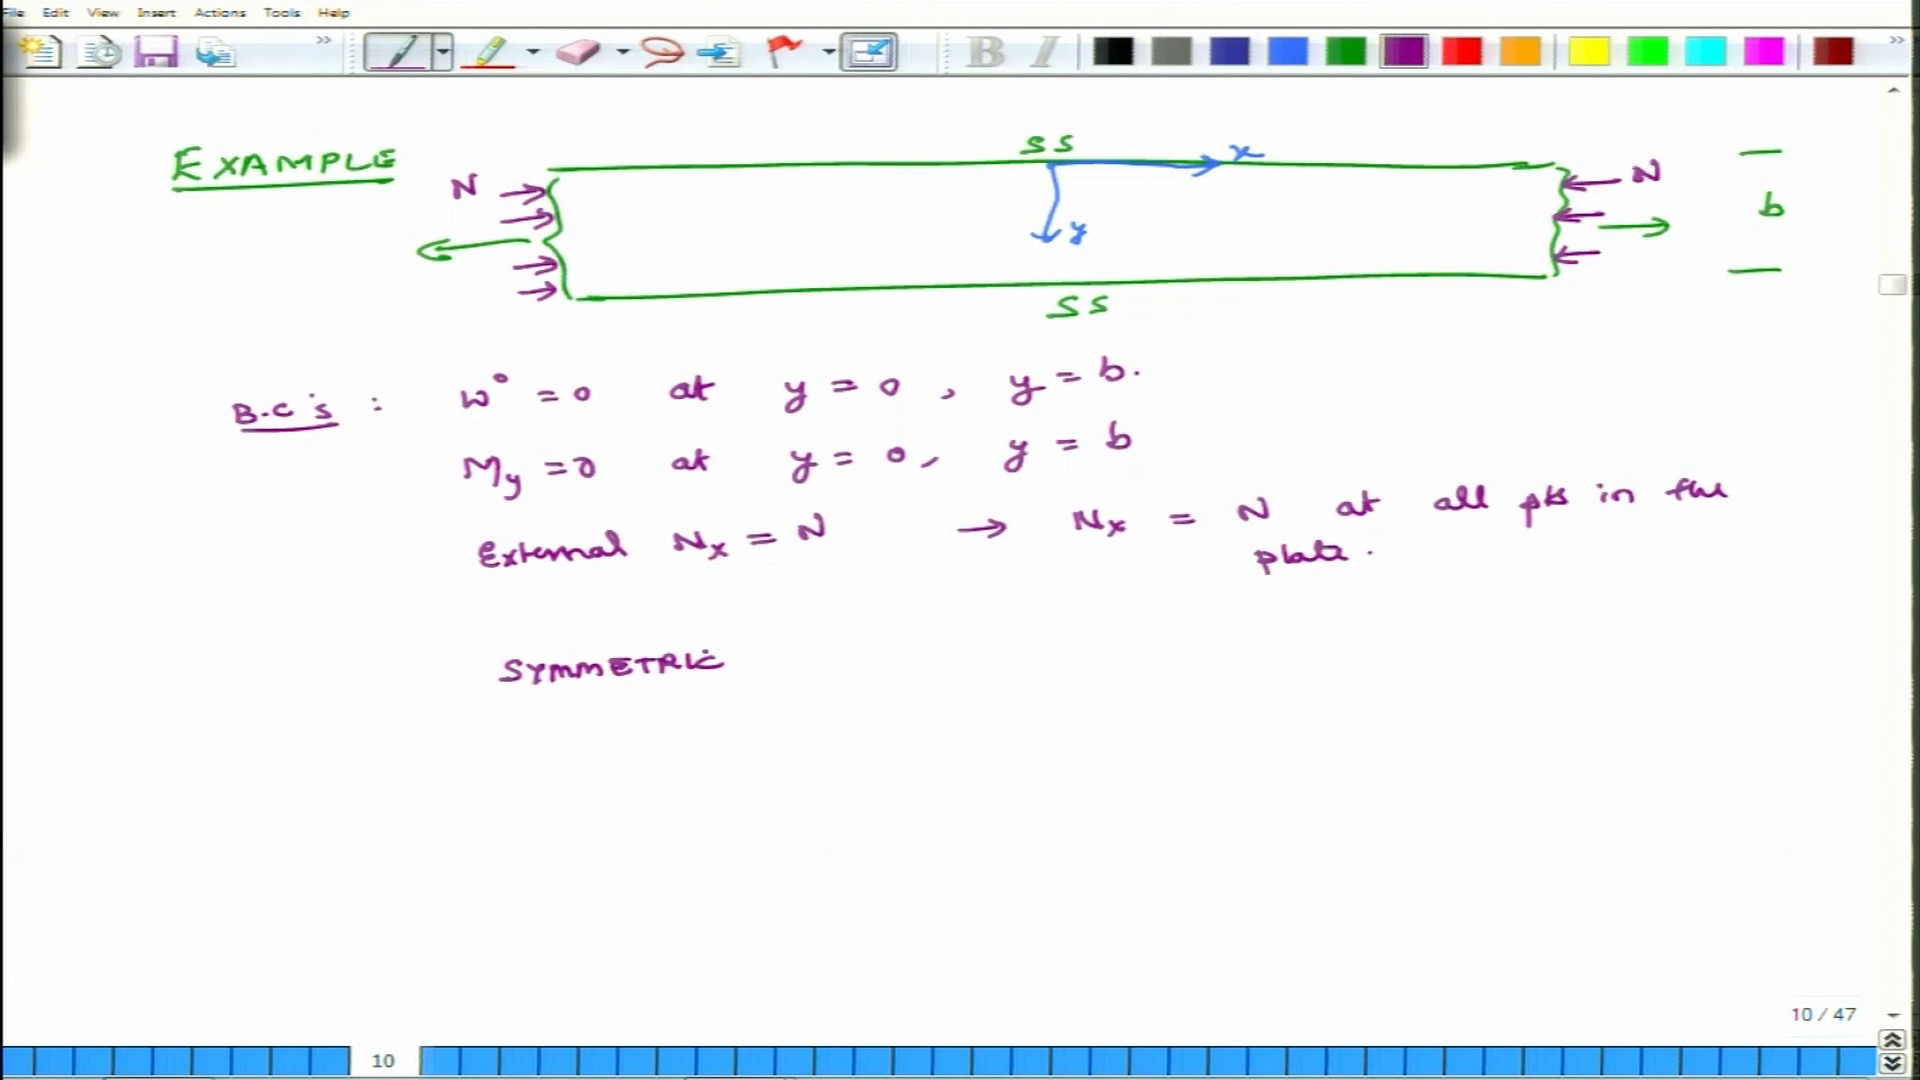 File Edit View Insert Actions Tools Help
B I
EXAMPLE
SS
x
N
N
b
y
SS
B.C's : w° = 0 at y = 0 , y = b.
My = 0 at y = 0, y = b
External Nx = N → Nx = N at all pts in the
plate.
SYMMETRIC
10 / 47
10